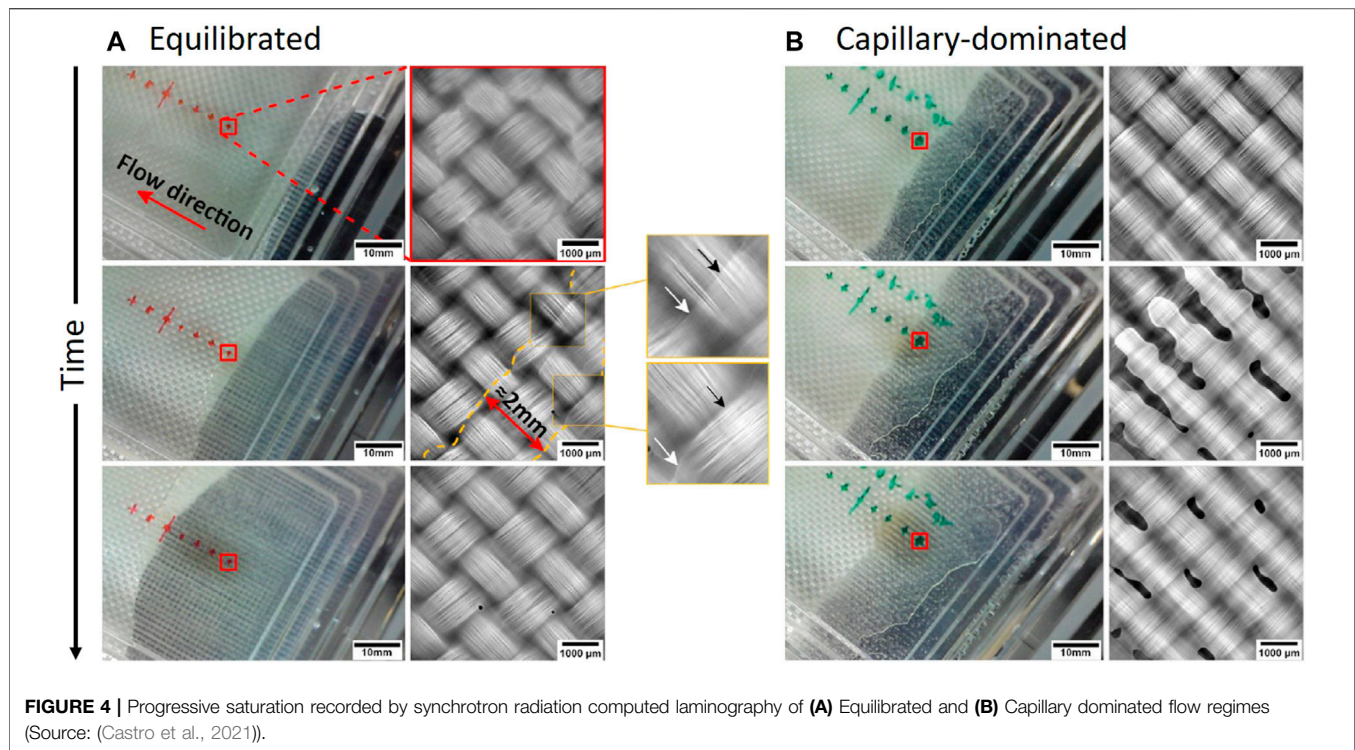 A Equilibrated
B Capillary-dominated
Time
Flow direction
10mm
1000 µm
10mm
1000 µm
≈2mm
10mm
1000 µm
10mm
1000 µm
10mm
1000 µm
10mm
1000 µm
FIGURE 4 | Progressive saturation recorded by synchrotron radiation computed laminography of (A) Equilibrated and (B) Capillary dominated flow regimes
(Source: (Castro et al., 2021)).